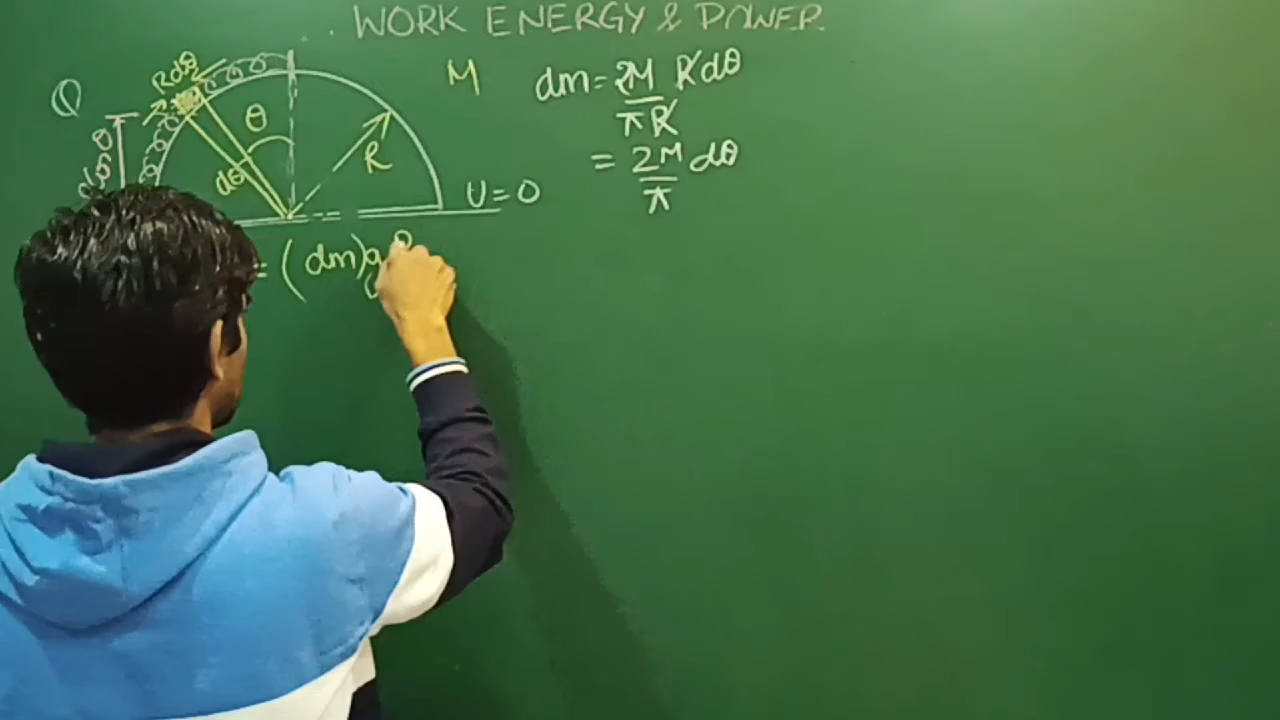 WORK ENERGY & POWER
Q
Rdθ
θ
dθ
R
M
U=0
dm = 2M/πR Rdθ
= 2M/π dθ
= (dm)g